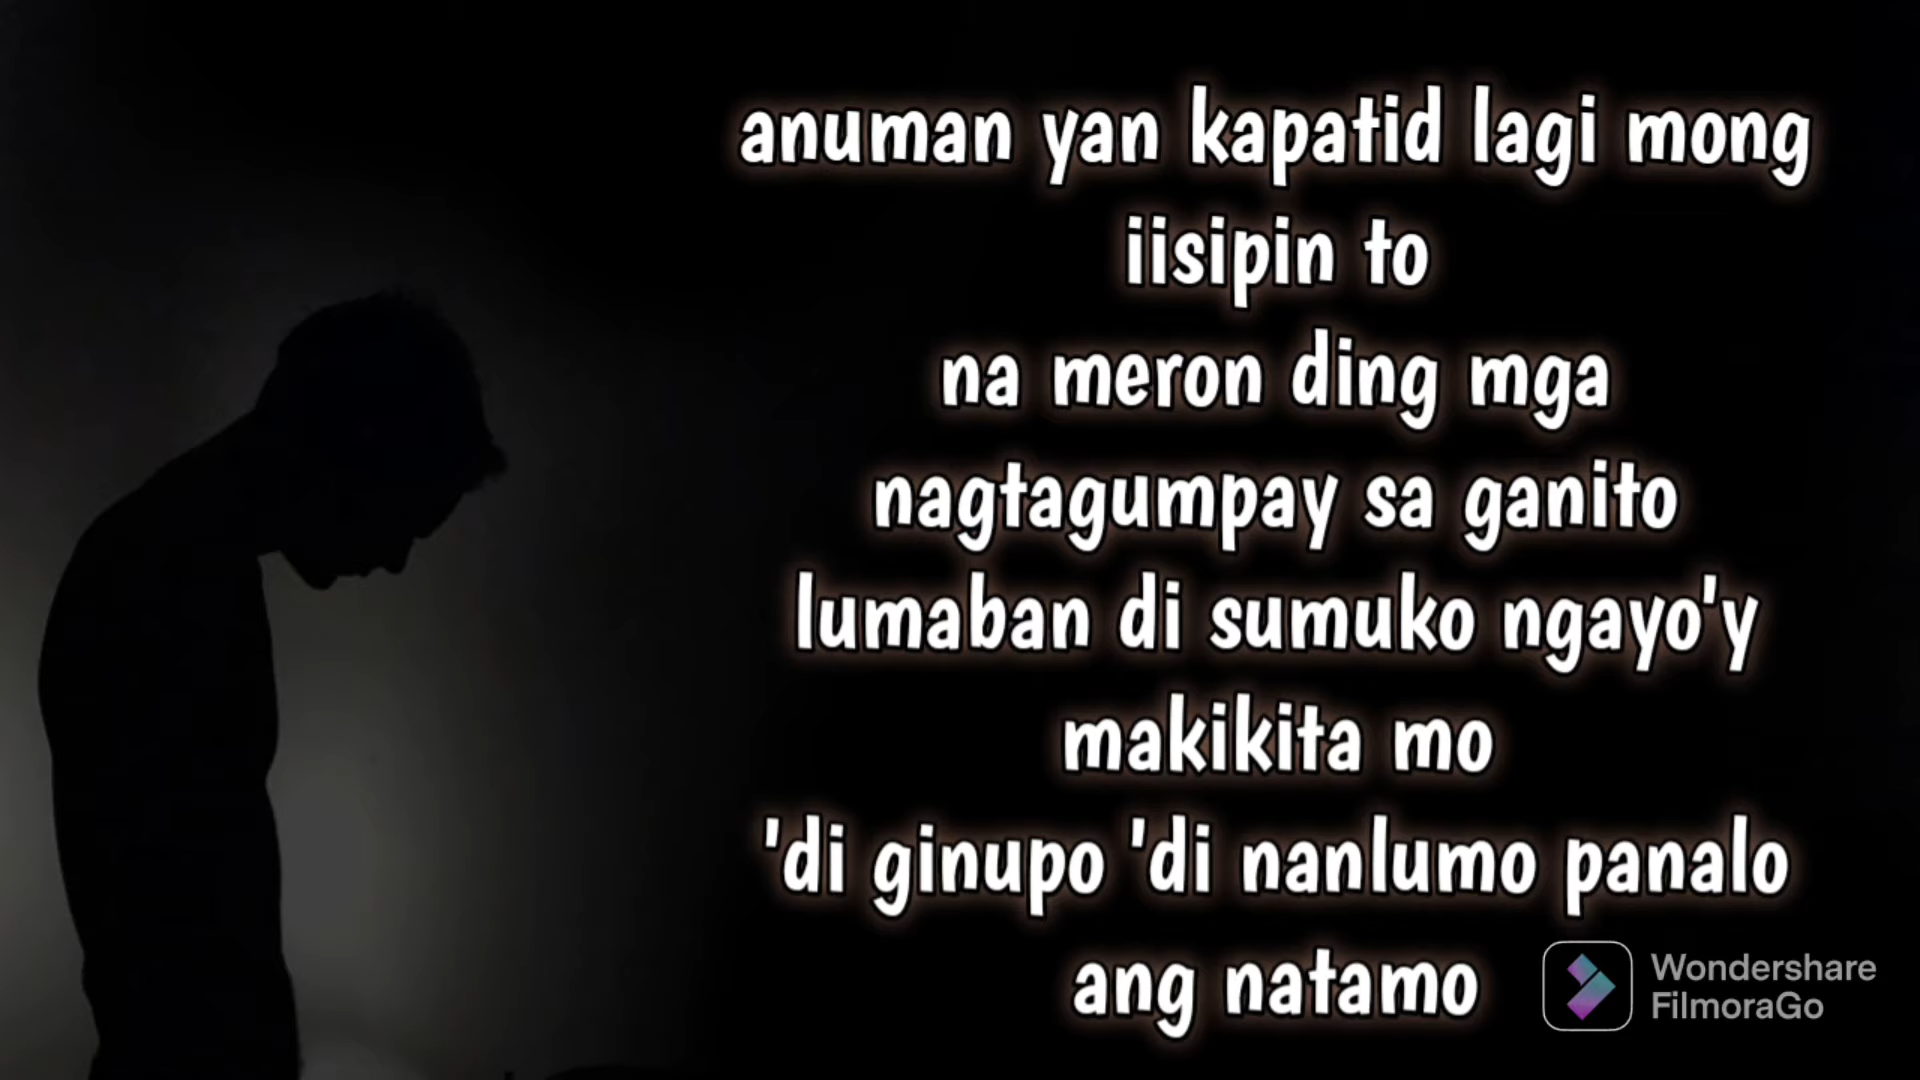 anuman yan kapatid lagi mong
iisipin to
na meron ding mga
nagtagumpay sa ganito
lumaban di sumuko ngayo'y
makikita mo
'di ginupo 'di nanlumo panalo
ang natamo
Wondershare
FilmoraGo